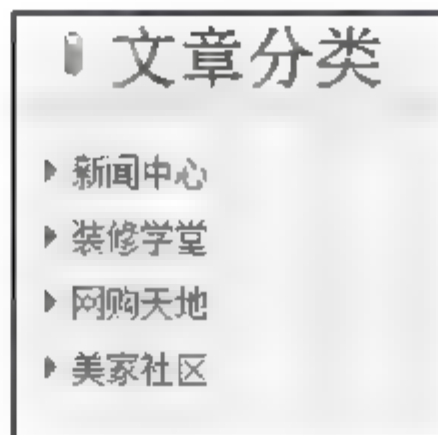 文章分类
新闻中心
装修学堂
网购天地
美家社区